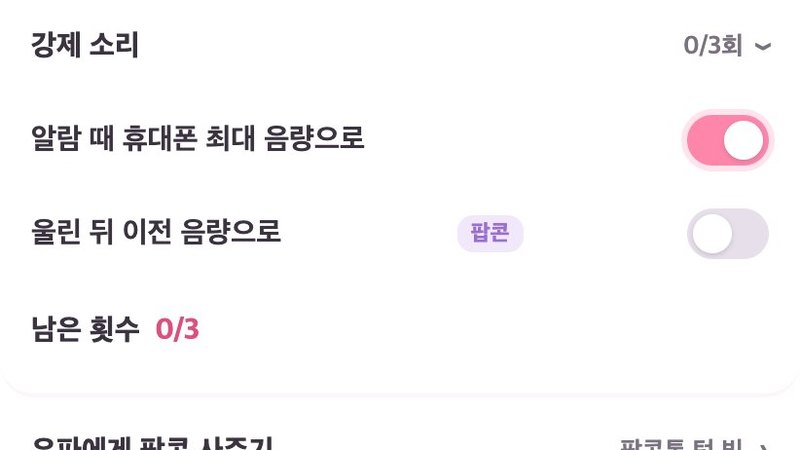 강제 소리 0/3회
알람 때 휴대폰 최대 음량으로
울린 뒤 이전 음량으로 팝콘
남은 횟수 0/3